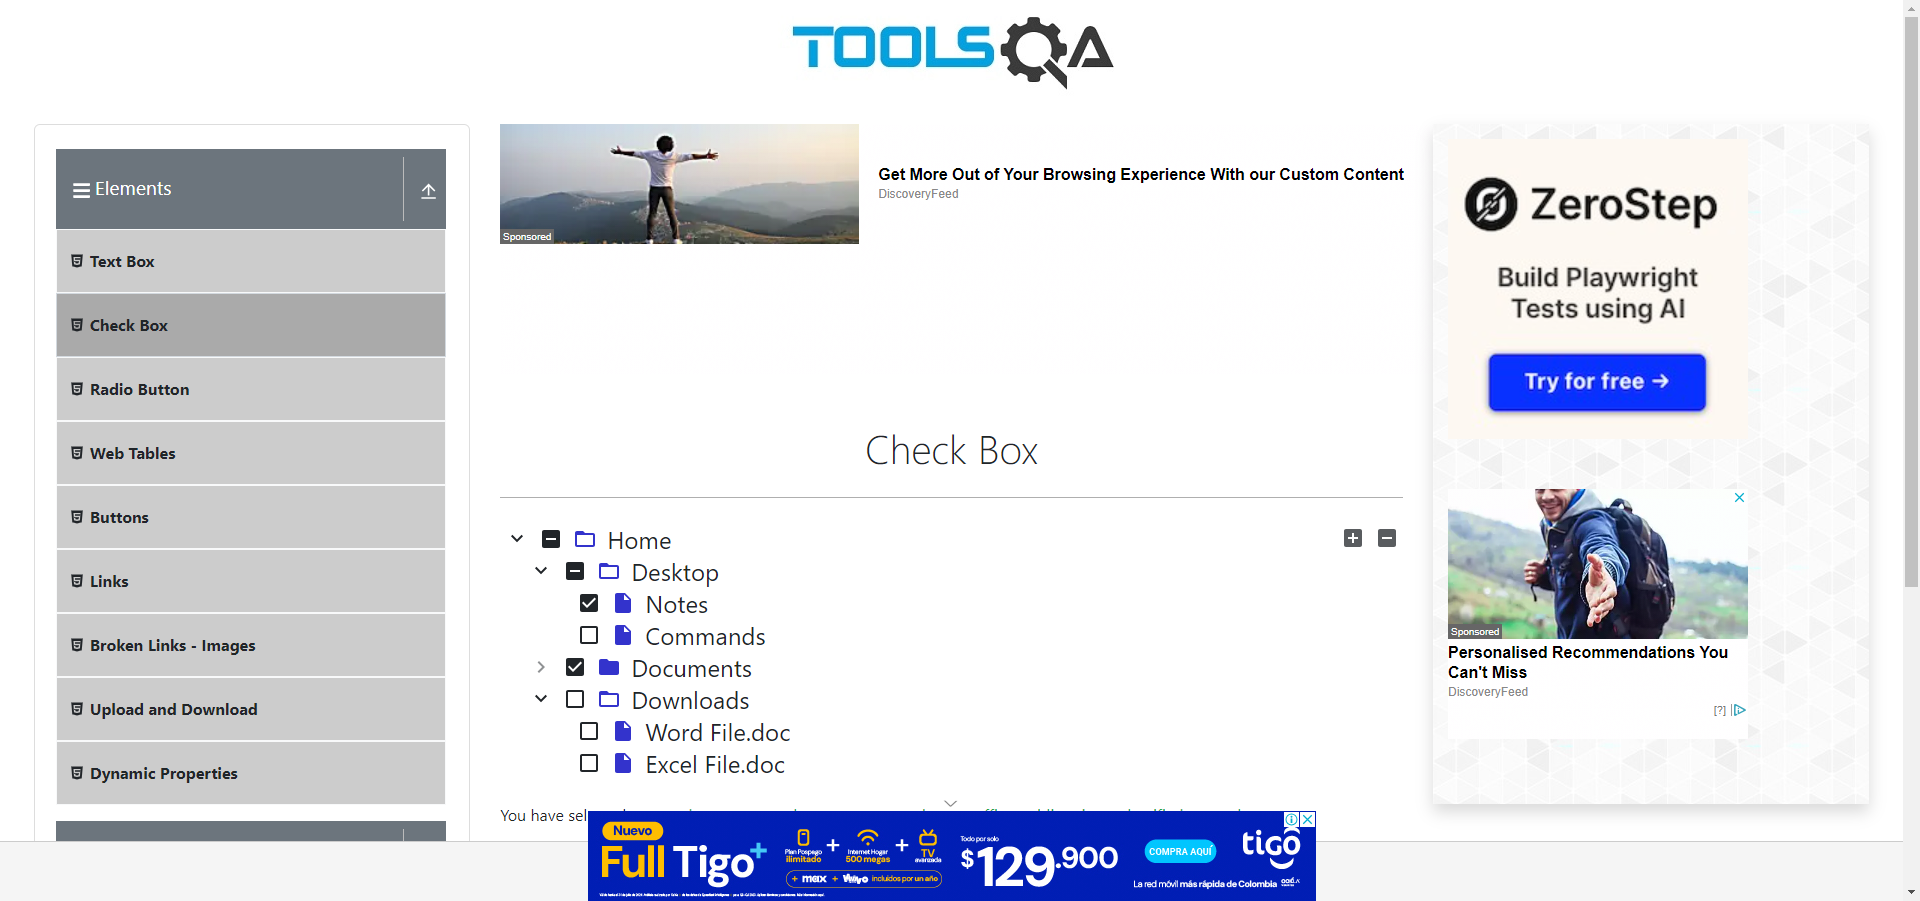 TOOLSQA
Elements
Text Box
Check Box
Radio Button
Web Tables
Buttons
Links
Broken Links - Images
Upload and Download
Dynamic Properties
Sponsored
Get More Out of Your Browsing Experience With our Custom Content
DiscoveryFeed
Check Box
Home
Desktop
Notes
Commands
Documents
Downloads
Word File.doc
Excel File.doc
You have sel
ZeroStep
Build Playwright
Tests using AI
Try for free →
Sponsored
Personalised Recommendations You
Can't Miss
DiscoveryFeed
[?]
Nuevo
Full Tigo+
Plan Pospago
ilimitado
+
Internet Hogar
500 megas
+
TV
avanzada
+ max + incluidos por un año
Todo por solo
$129.900
COMPRA AQUÍ
tigo
La red móvil más rápida de Colombia